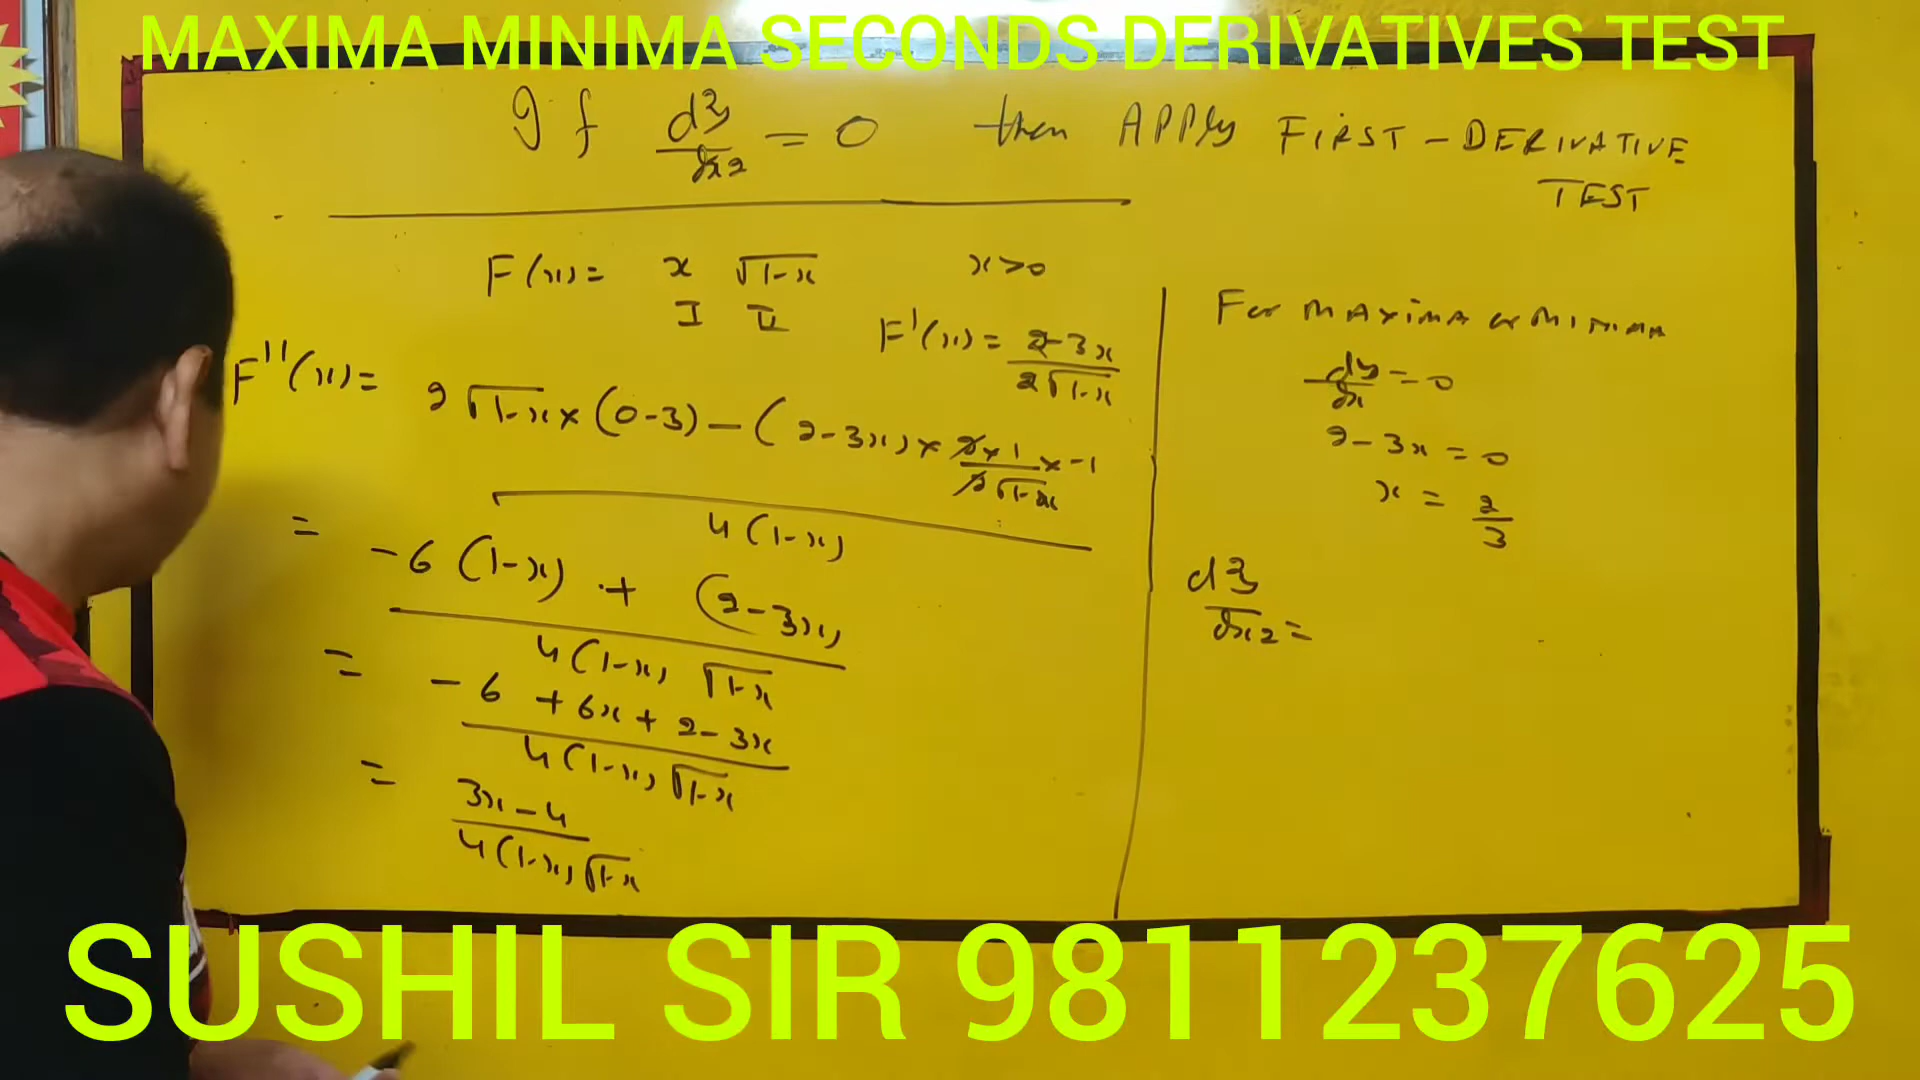 MAXIMA MINIMA SECONDS DERIVATIVES TEST
If d²y/dx² = 0 then APPly FIRST - DERIVATIVE
TEST
F(x) = x √1-x x>0
I II
F'(x) = 2-3x / 2√1-x
F''(x) = 2√1-x × (0-3) - (2-3x) × 2×1/2√1-x × -1
4(1-x)
= -6(1-x) + (2-3x)
4(1-x) √1-x
= -6 + 6x + 2 - 3x
4(1-x) √1-x
= 3x-4
4(1-x) √1-x
For MAXIMA or MINIMA
dy/dx = 0
2-3x = 0
x = 2/3
d²y/dx² =
SUSHIL SIR 9811237625